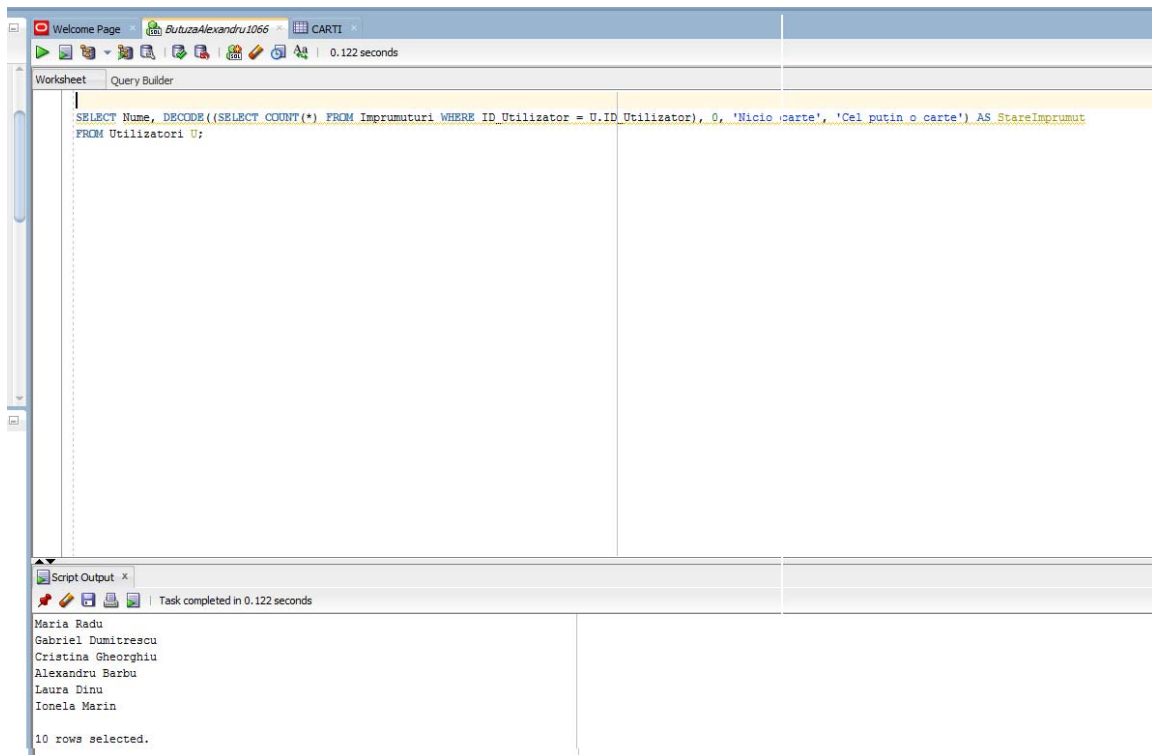 Welcome Page ButuzaAlexandru1066 CARTI
0.122 seconds
Worksheet Query Builder
SELECT Nume, DECODE((SELECT COUNT(*) FROM Imprumuturi WHERE ID_Utilizator = U.ID_Utilizator), 0, 'Nicio carte', 'Cel puțin o carte') AS StareImprumut
FROM Utilizatori U;
Script Output x
Task completed in 0.122 seconds
Maria Radu
Gabriel Dumitrescu
Cristina Gheorghiu
Alexandru Barbu
Laura Dinu
Ionela Marin
10 rows selected.